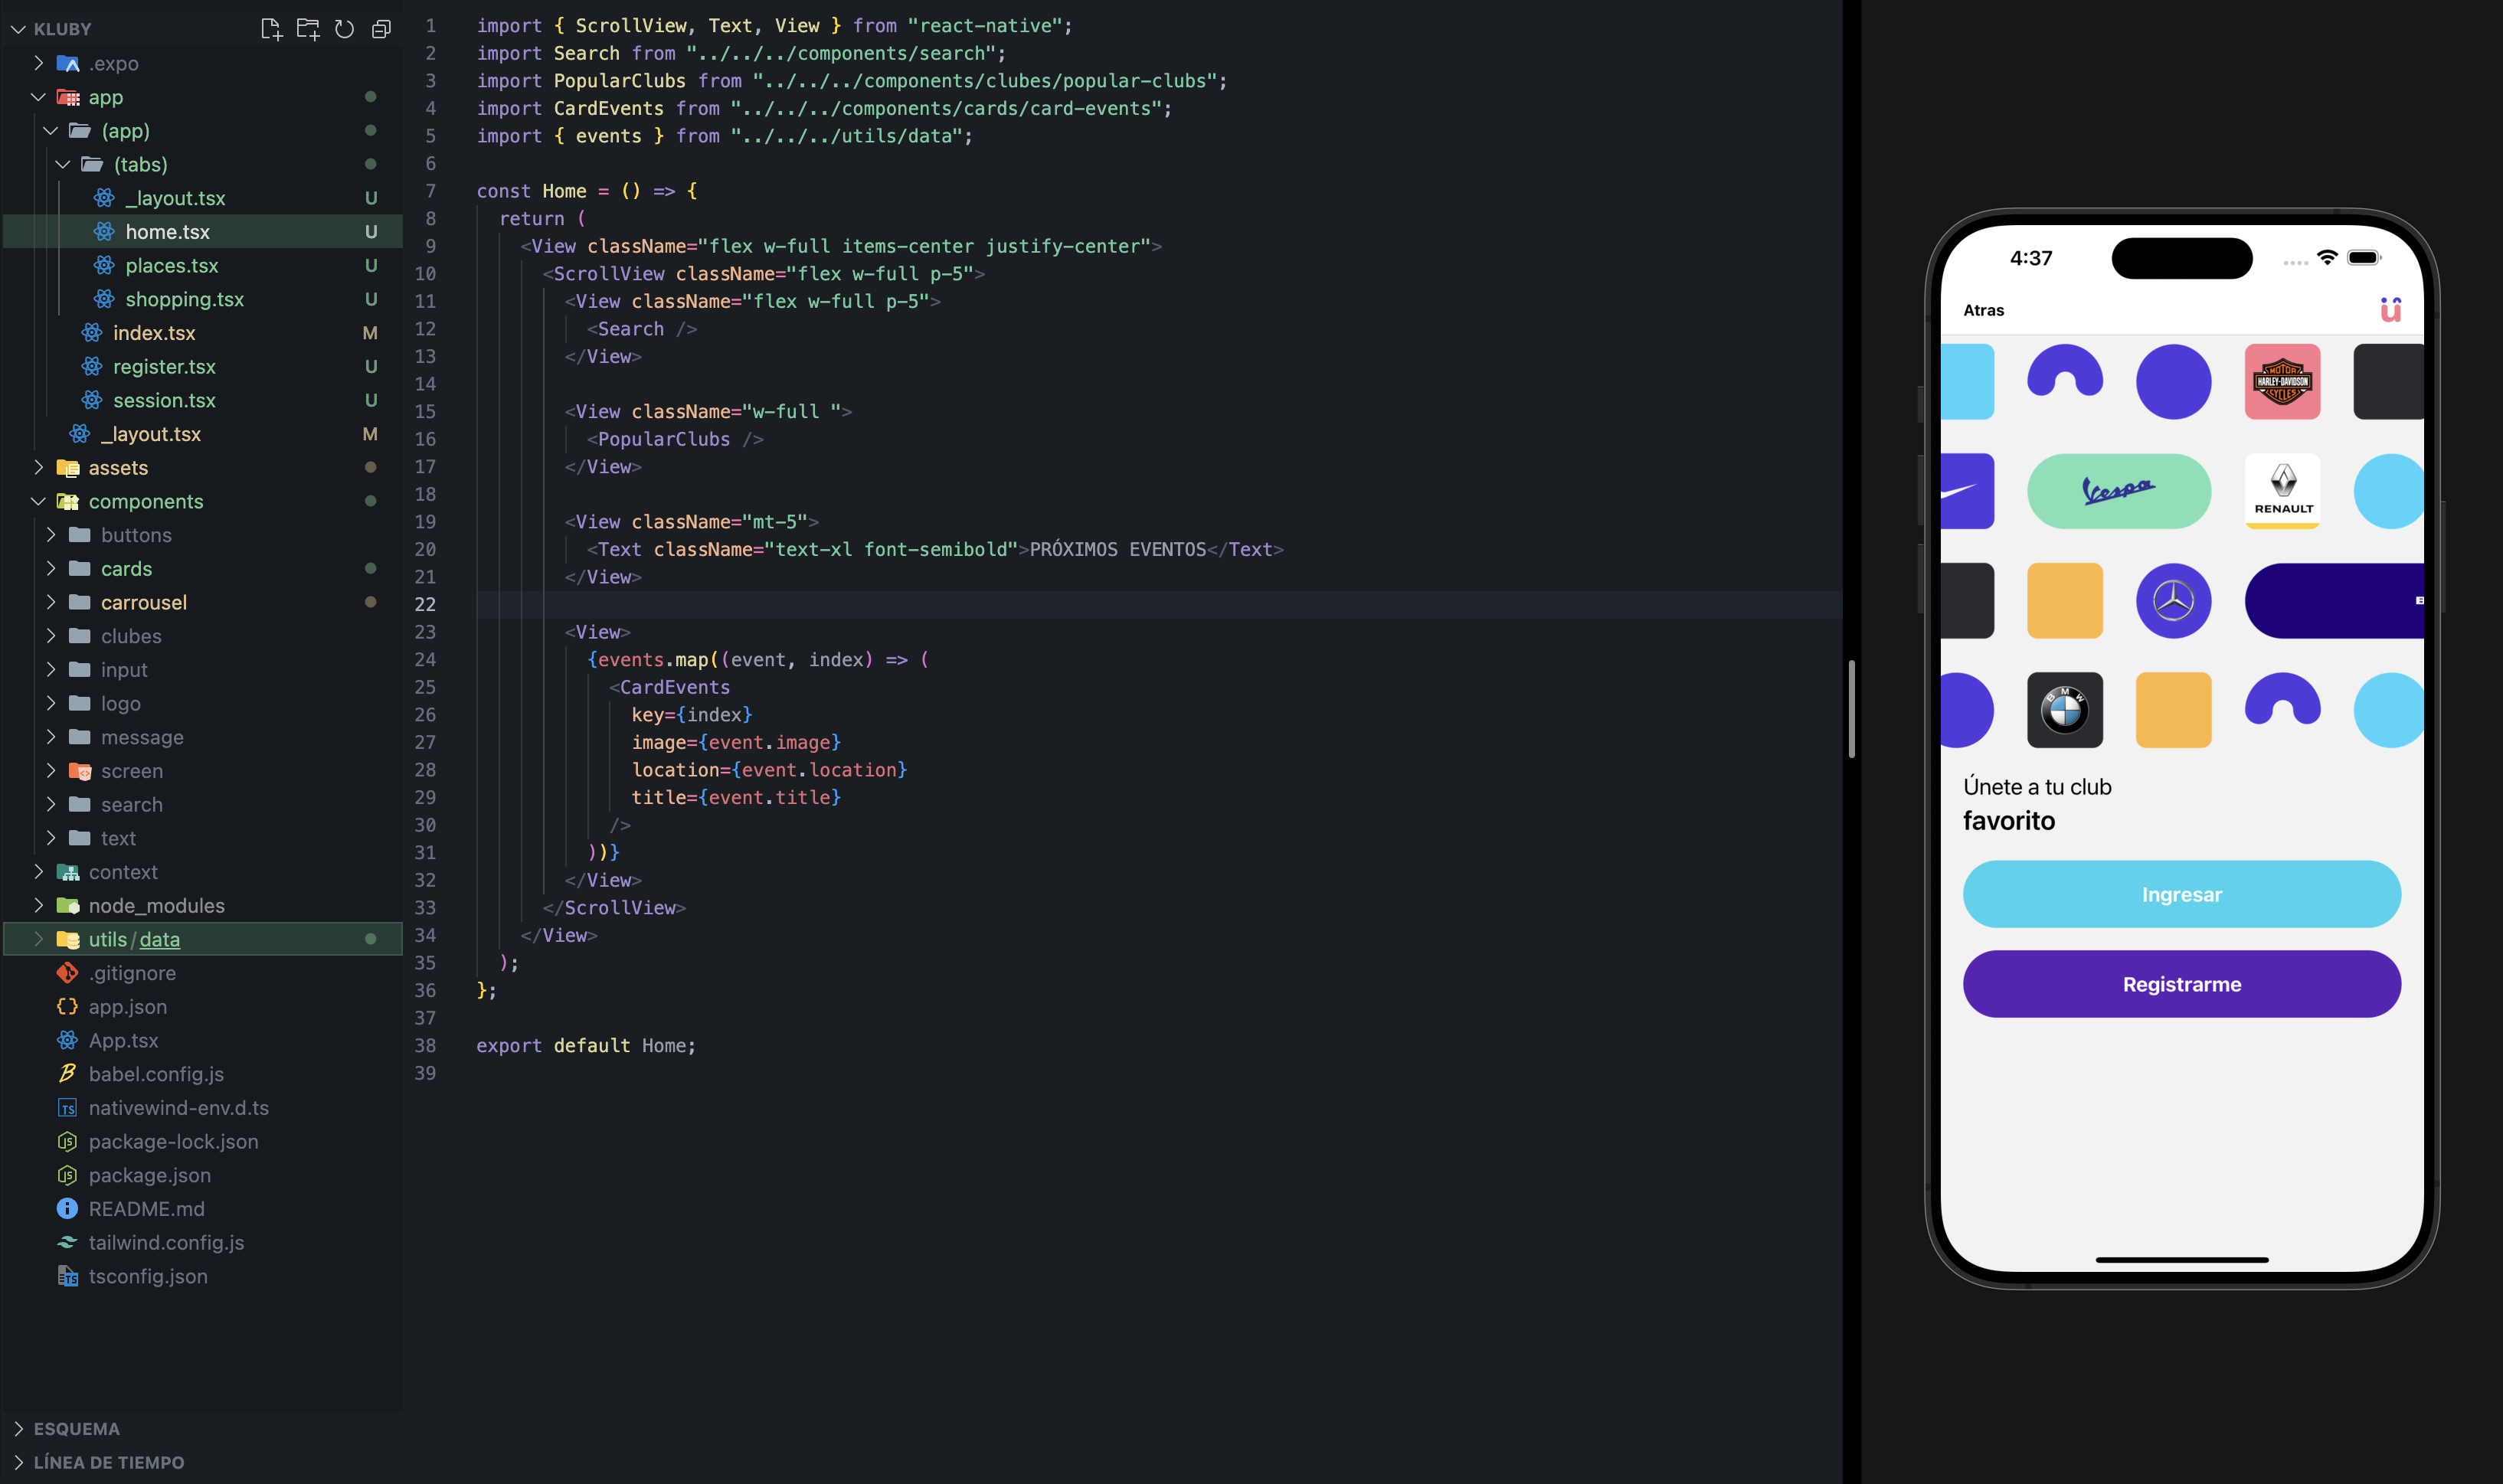 KLUBY
.expo
app
(app)
(tabs)
_layout.tsx U
home.tsx U
places.tsx U
shopping.tsx U
index.tsx M
register.tsx U
session.tsx U
_layout.tsx M
assets
components
buttons
cards
carrousel
clubes
input
logo
message
screen
search
text
context
node_modules
utils/data
.gitignore
app.json
App.tsx
babel.config.js
nativewind-env.d.ts
package-lock.json
package.json
README.md
tailwind.config.js
tsconfig.json
ESQUEMA
LÍNEA DE TIEMPO
1 import { ScrollView, Text, View } from "react-native";
2 import Search from "../../../components/search";
3 import PopularClubs from "../../../components/clubes/popular-clubs";
4 import CardEvents from "../../../components/cards/card-events";
5 import { events } from "../../../utils/data";
6
7 const Home = () => {
8 return (
9 <View className="flex w-full items-center justify-center">
10 <ScrollView className="flex w-full p-5">
11 <View className="flex w-full p-5">
12 <Search />
13 </View>
14
15 <View className="w-full ">
16 <PopularClubs />
17 </View>
18
19 <View className="mt-5">
20 <Text className="text-xl font-semibold">PRÓXIMOS EVENTOS</Text>
21 </View>
22
23 <View>
24 {events.map((event, index) => (
25 <CardEvents
26 key={index}
27 image={event.image}
28 location={event.location}
29 title={event.title}
30 />
31 ))}
32 </View>
33 </ScrollView>
34 </View>
35 );
36 };
37
38 export default Home;
39
4:37
Atras
ü
MOTOR
HARLEY-DAVIDSON
CYCLES
Vespa
RENAULT
BMW
Únete a tu club
favorito
Ingresar
Registrarme